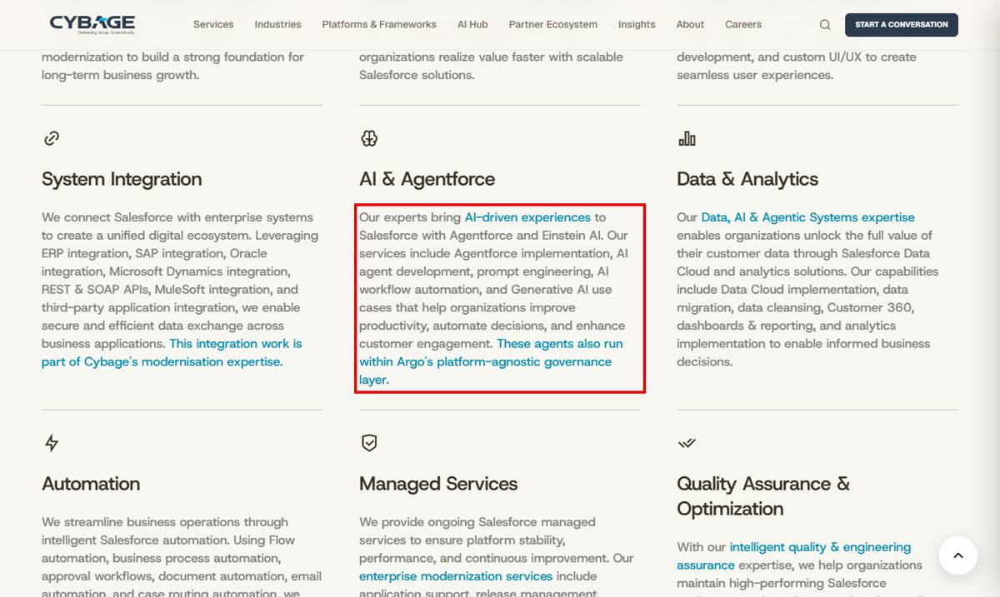 CYBAGE
Delivering Value. Scientifically.
Services
Industries
Platforms & Frameworks
AI Hub
Partner Ecosystem
Insights
About
Careers
START A CONVERSATION
modernization to build a strong foundation for
long-term business growth.
organizations realize value faster with scalable
Salesforce solutions.
development, and custom UI/UX to create
seamless user experiences.
System Integration
We connect Salesforce with enterprise systems
to create a unified digital ecosystem. Leveraging
ERP integration, SAP integration, Oracle
integration, Microsoft Dynamics integration,
REST & SOAP APIs, MuleSoft integration, and
third-party application integration, we enable
secure and efficient data exchange across
business applications. This integration work is
part of Cybage's modernisation expertise.
AI & Agentforce
Our experts bring AI-driven experiences to
Salesforce with Agentforce and Einstein AI. Our
services include Agentforce implementation, AI
agent development, prompt engineering, AI
workflow automation, and Generative AI use
cases that help organizations improve
productivity, automate decisions, and enhance
customer engagement. These agents also run
within Argo's platform-agnostic governance
layer.
Data & Analytics
Our Data, AI & Agentic Systems expertise
enables organizations unlock the full value of
their customer data through Salesforce Data
Cloud and analytics solutions. Our capabilities
include Data Cloud implementation, data
migration, data cleansing, Customer 360,
dashboards & reporting, and analytics
implementation to enable informed business
decisions.
Automation
We streamline business operations through
intelligent Salesforce automation. Using Flow
automation, business process automation,
approval workflows, document automation, email
automation, and case routing automation, we
Managed Services
We provide ongoing Salesforce managed
services to ensure platform stability,
performance, and continuous improvement. Our
enterprise modernization services include
application support, release management,
Quality Assurance &
Optimization
With our intelligent quality & engineering
assurance expertise, we help organizations
maintain high-performing Salesforce